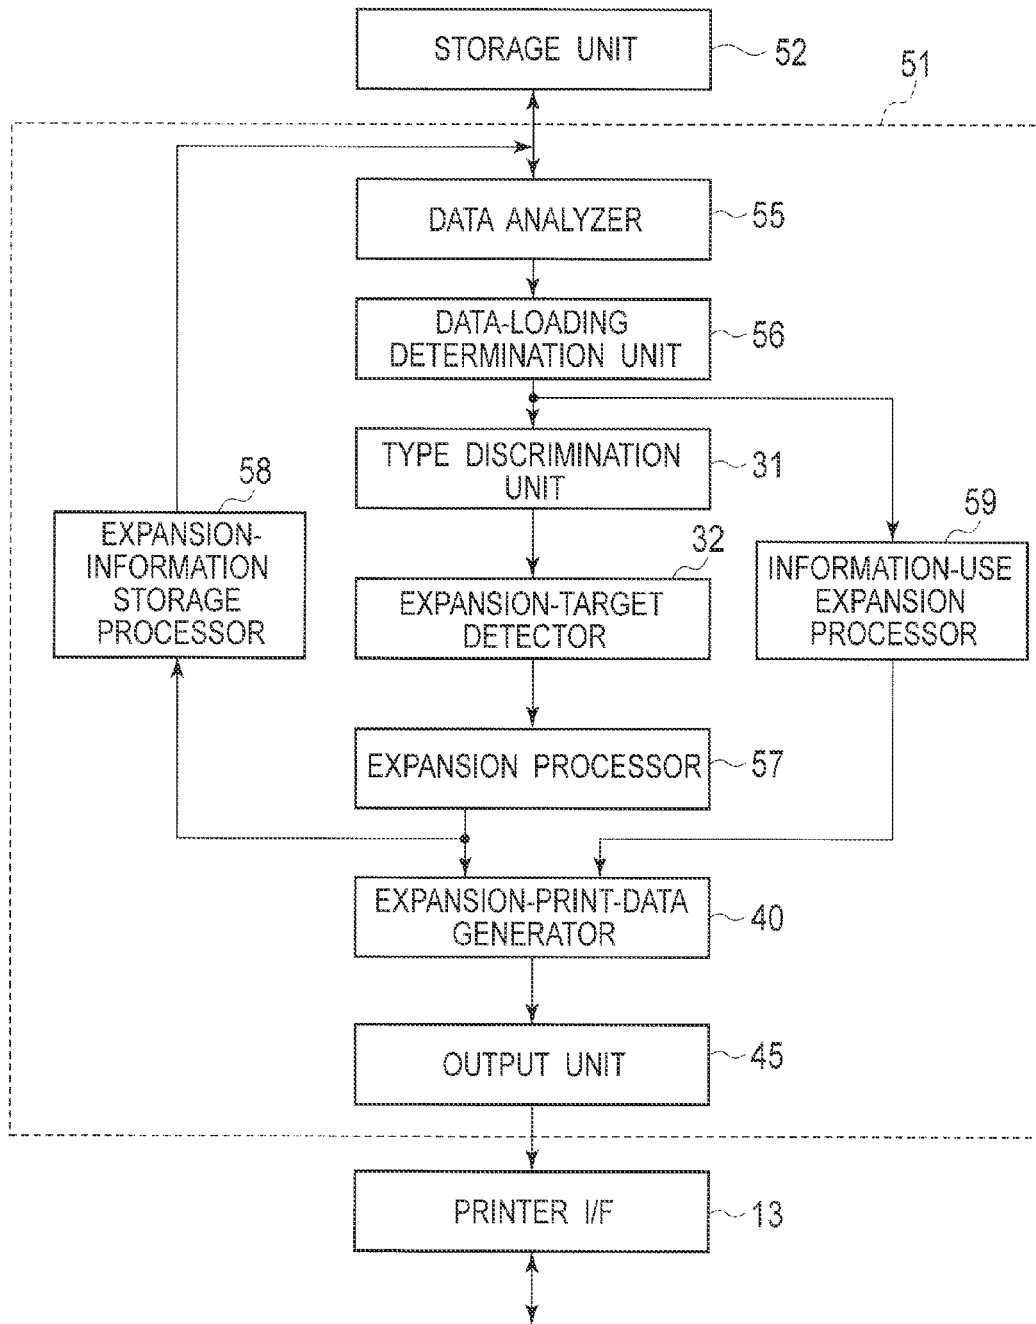 STORAGE UNIT
52
51
DATA ANALYZER
55
DATA-LOADING
DETERMINATION UNIT
56
TYPE DISCRIMINATION
UNIT
31
58
EXPANSION-
INFORMATION
STORAGE
PROCESSOR
32
EXPANSION-TARGET
DETECTOR
59
INFORMATION-USE
EXPANSION
PROCESSOR
EXPANSION PROCESSOR
57
EXPANSION-PRINT-DATA
GENERATOR
40
OUTPUT UNIT
45
PRINTER I/F
13